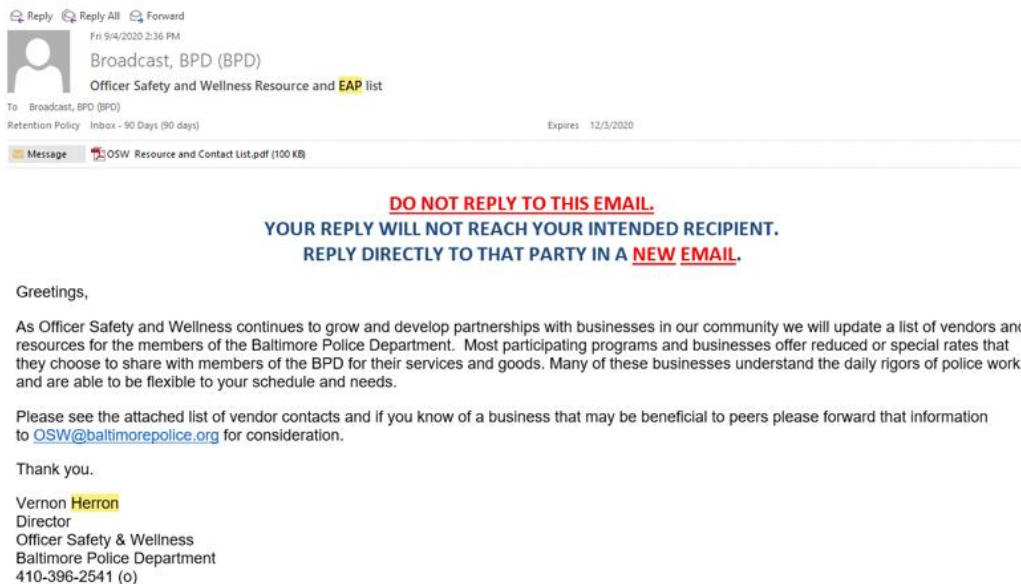 Reply Reply All Forward
Fri 9/4/2020 2:36 PM
Broadcast, BPD (BPD)
Officer Safety and Wellness Resource and EAP list
To Broadcast, BPD (BPD)
Retention Policy Inbox - 90 Days (90 days) Expires 12/3/2020
Message OSW Resource and Contact List.pdf (100 KB)
DO NOT REPLY TO THIS EMAIL.
YOUR REPLY WILL NOT REACH YOUR INTENDED RECIPIENT.
REPLY DIRECTLY TO THAT PARTY IN A NEW EMAIL.
Greetings,
As Officer Safety and Wellness continues to grow and develop partnerships with businesses in our community we will update a list of vendors and
resources for the members of the Baltimore Police Department. Most participating programs and businesses offer reduced or special rates that
they choose to share with members of the BPD for their services and goods. Many of these businesses understand the daily rigors of police work
and are able to be flexible to your schedule and needs.
Please see the attached list of vendor contacts and if you know of a business that may be beneficial to peers please forward that information
to OSW@baltimorepolice.org for consideration.
Thank you.
Vernon Herron
Director
Officer Safety & Wellness
Baltimore Police Department
410-396-2541 (o)